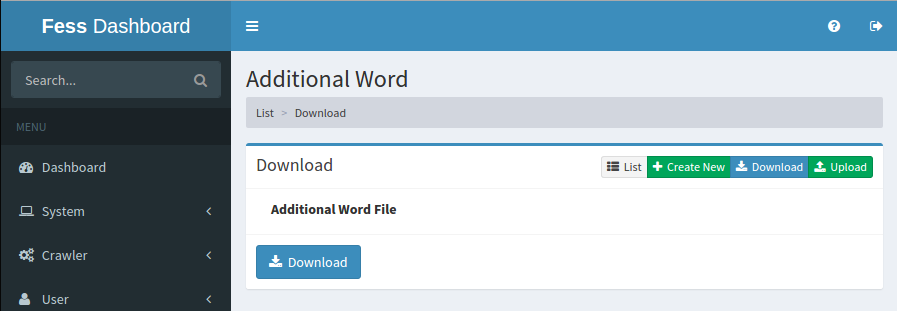 Fess Dashboard
Search...
MENU
Dashboard
System
Crawler
User
Additional Word
List > Download
Download
List Create New Download Upload
Additional Word File
Download